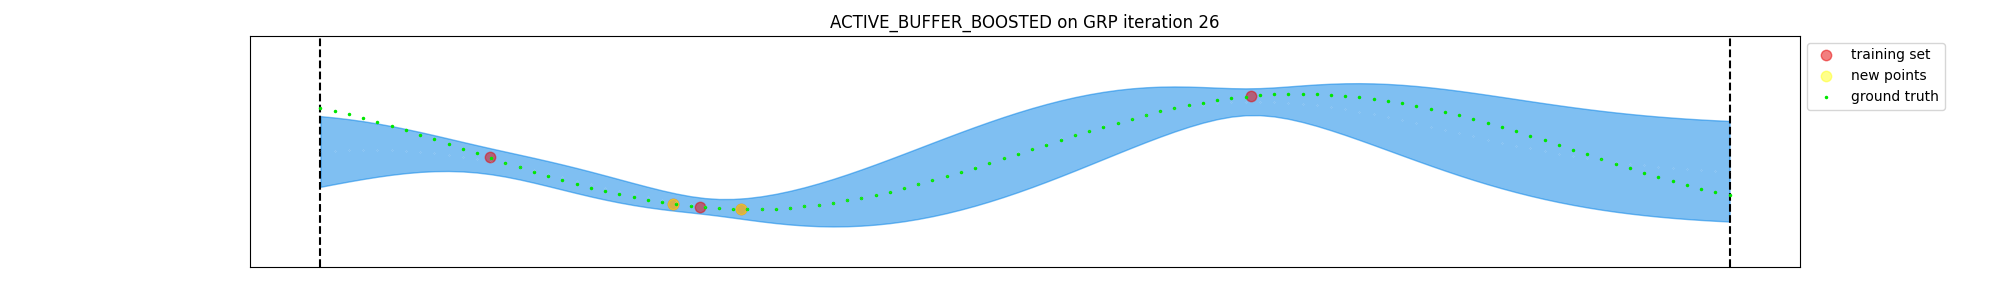 ACTIVE_BUFFER_BOOSTED on GRP iteration 26
training set
new points
ground truth